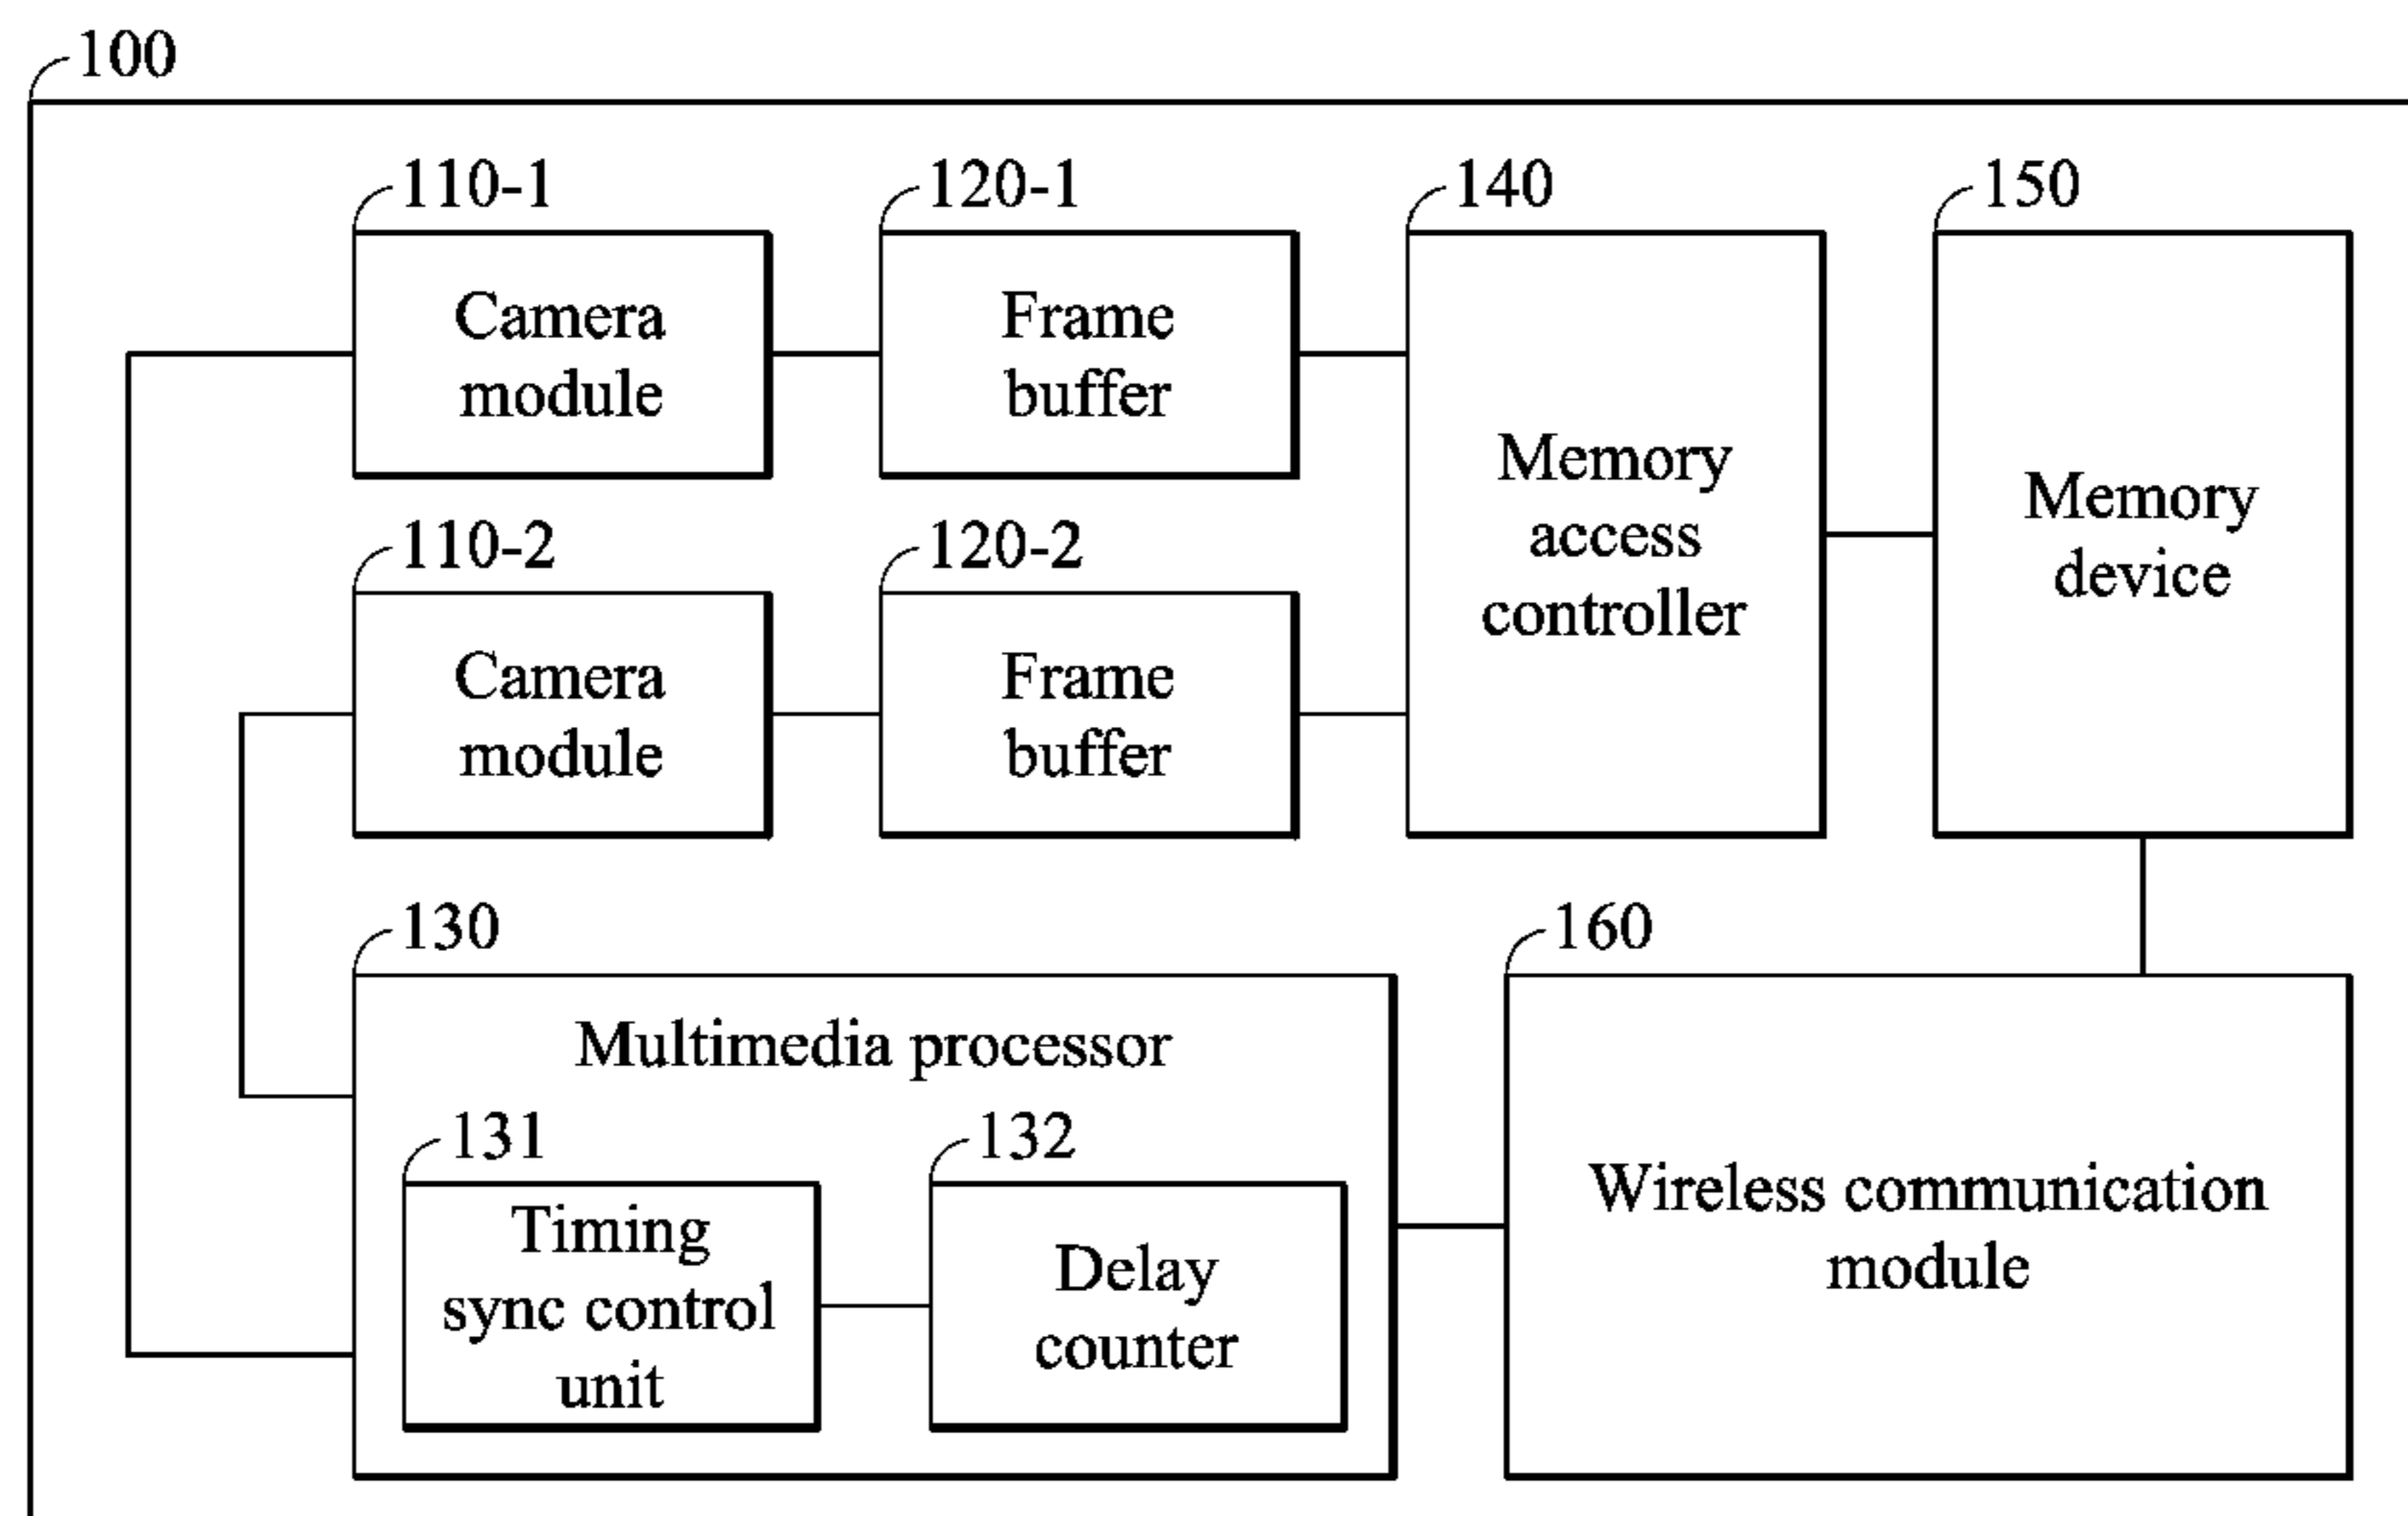 100
110-1
120-1
140
150
Camera
module
Frame
buffer
Memory
access
controller
Memory
device
110-2
120-2
Camera
module
Frame
buffer
130
160
Multimedia processor
131
132
Timing
sync control
unit
Delay
counter
Wireless communication
module